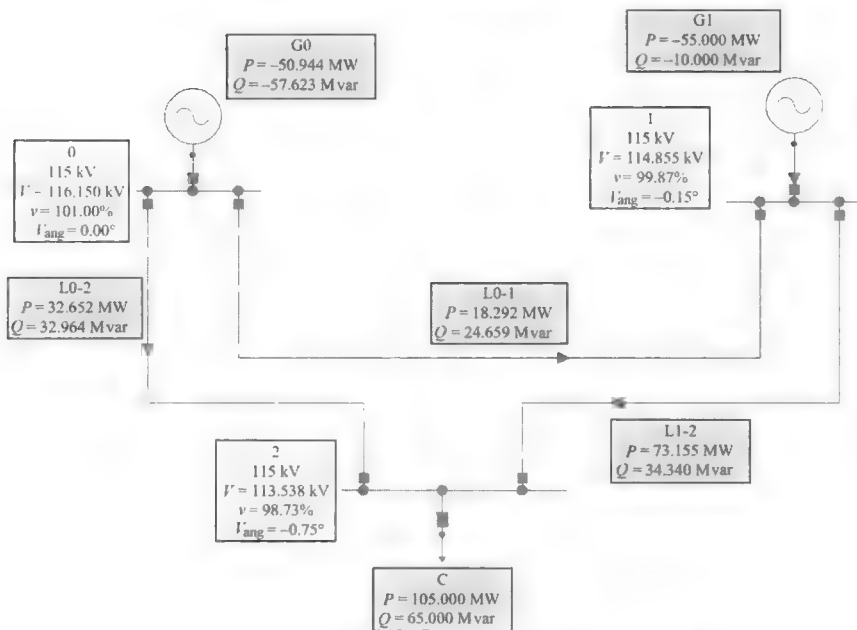 G0
P = −50.944 MW
Q = −57.623 Mvar
G1
P = −55.000 MW
Q = −10.000 Mvar
0
115 kV
V − 116.150 kV
v = 101.00%
Vang = 0.00°
1
115 kV
V = 114.855 kV
v = 99.87%
Vang = −0.15°
L0-2
P = 32.652 MW
Q = 32.964 Mvar
L0-1
P = 18.292 MW
Q = 24.659 Mvar
L1-2
P = 73.155 MW
Q = 34.340 Mvar
2
115 kV
V = 113.538 kV
v = 98.73%
Vang = −0.75°
C
P = 105.000 MW
Q = 65.000 Mvar